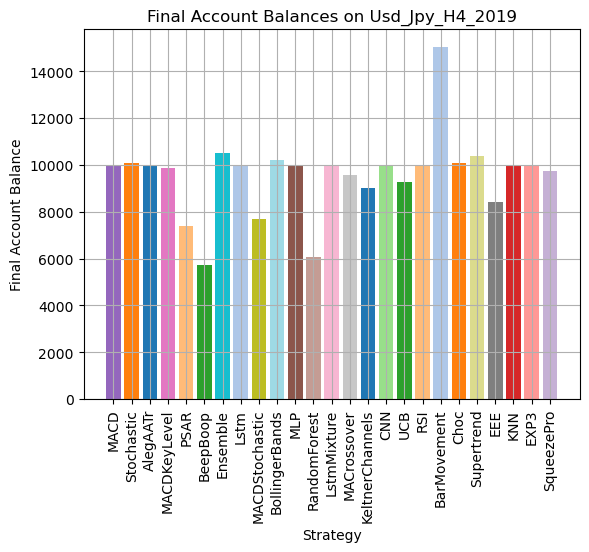 Final Account Balances on Usd_Jpy_H4_2019
Final Account Balance
14000
12000
10000
8000
6000
4000
2000
0
MACD
Stochastic
AlegAATr
MACDKeyLevel
PSAR
BeepBoop
Ensemble
Lstm
MACDStochastic
BollingerBands
MLP
RandomForest
LstmMixture
MACrossover
KeltnerChannels
CNN
UCB
RSI
BarMovement
Choc
Supertrend
EEE
KNN
EXP3
SqueezePro
Strategy